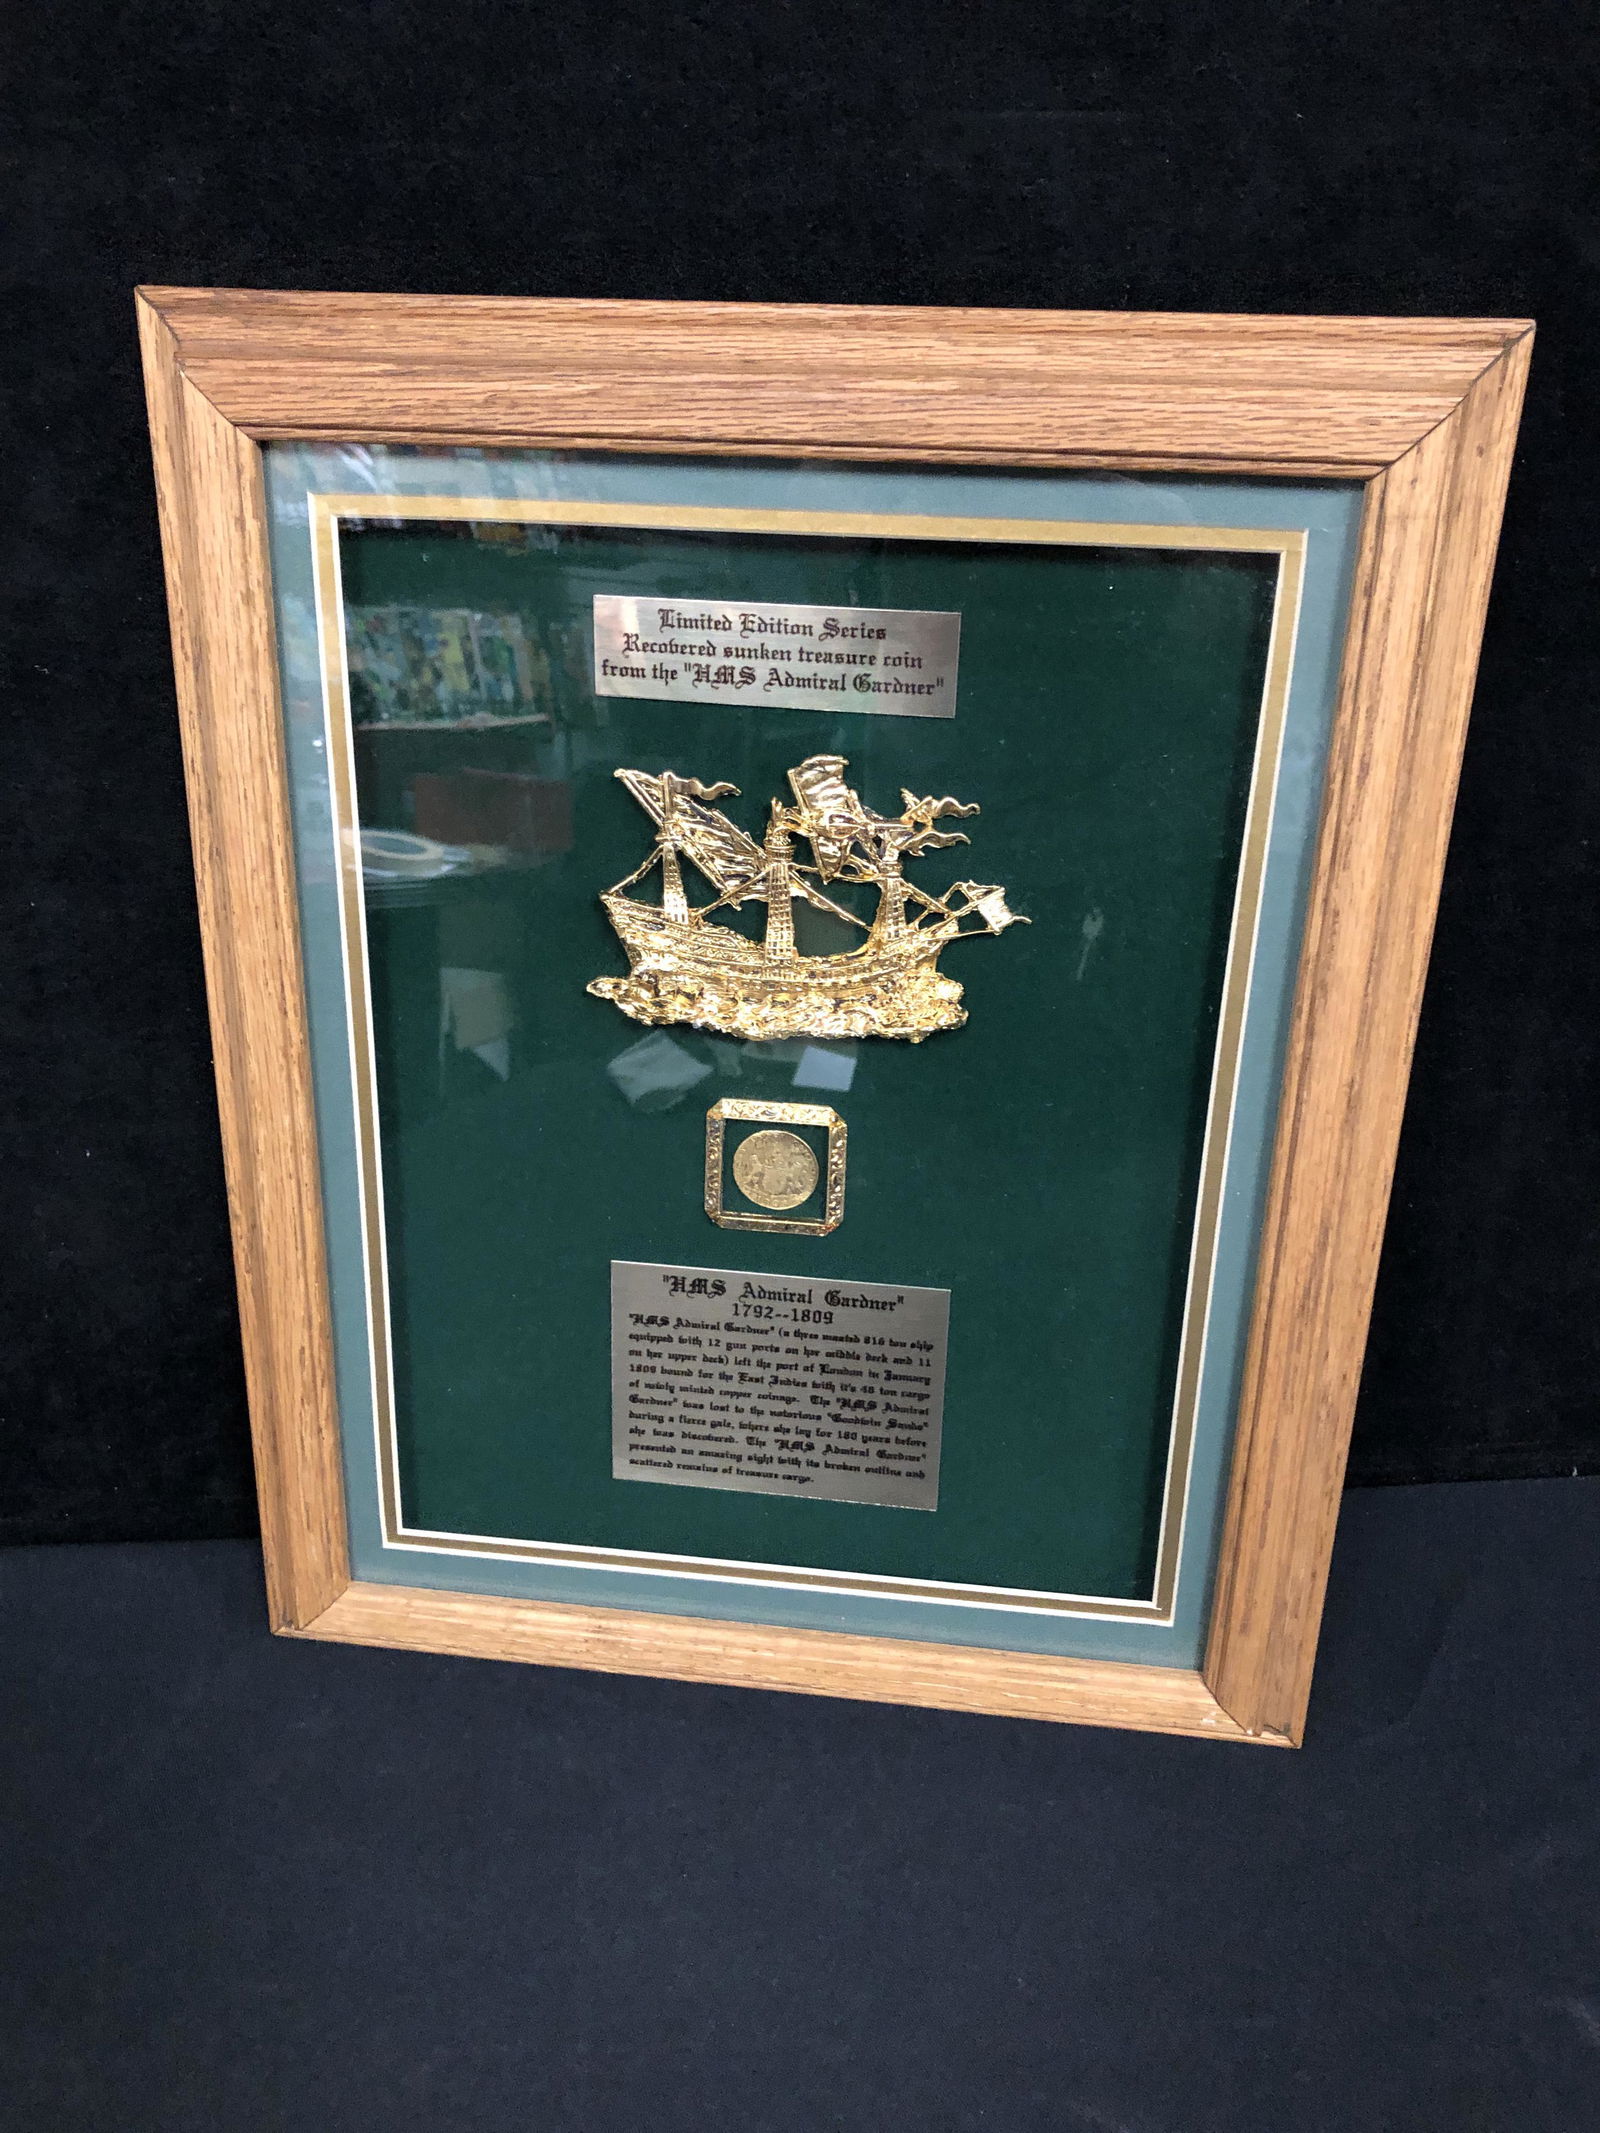 Limited Edition Series
Recovered sunken treasure coin
from the "HMS Admiral Gardner"
"HMS Admiral Gardner"
1792--1809
"HMS Admiral Gardner" (a three masted 816 ton ship
equipped with 12 gun ports on her middle deck and 11
on her upper deck) left the port of London in January
1809 bound for the East Indies with it's 48 ton cargo
of newly minted copper coinage. The "HMS Admiral
Gardner" was lost to the notorious "Goodwin Sands"
during a fierce gale, where she lay for 180 years before
she was discovered. The "HMS Admiral Gardner"
presented an amazing sight with its broken outline and
scattered remains of treasure cargo.